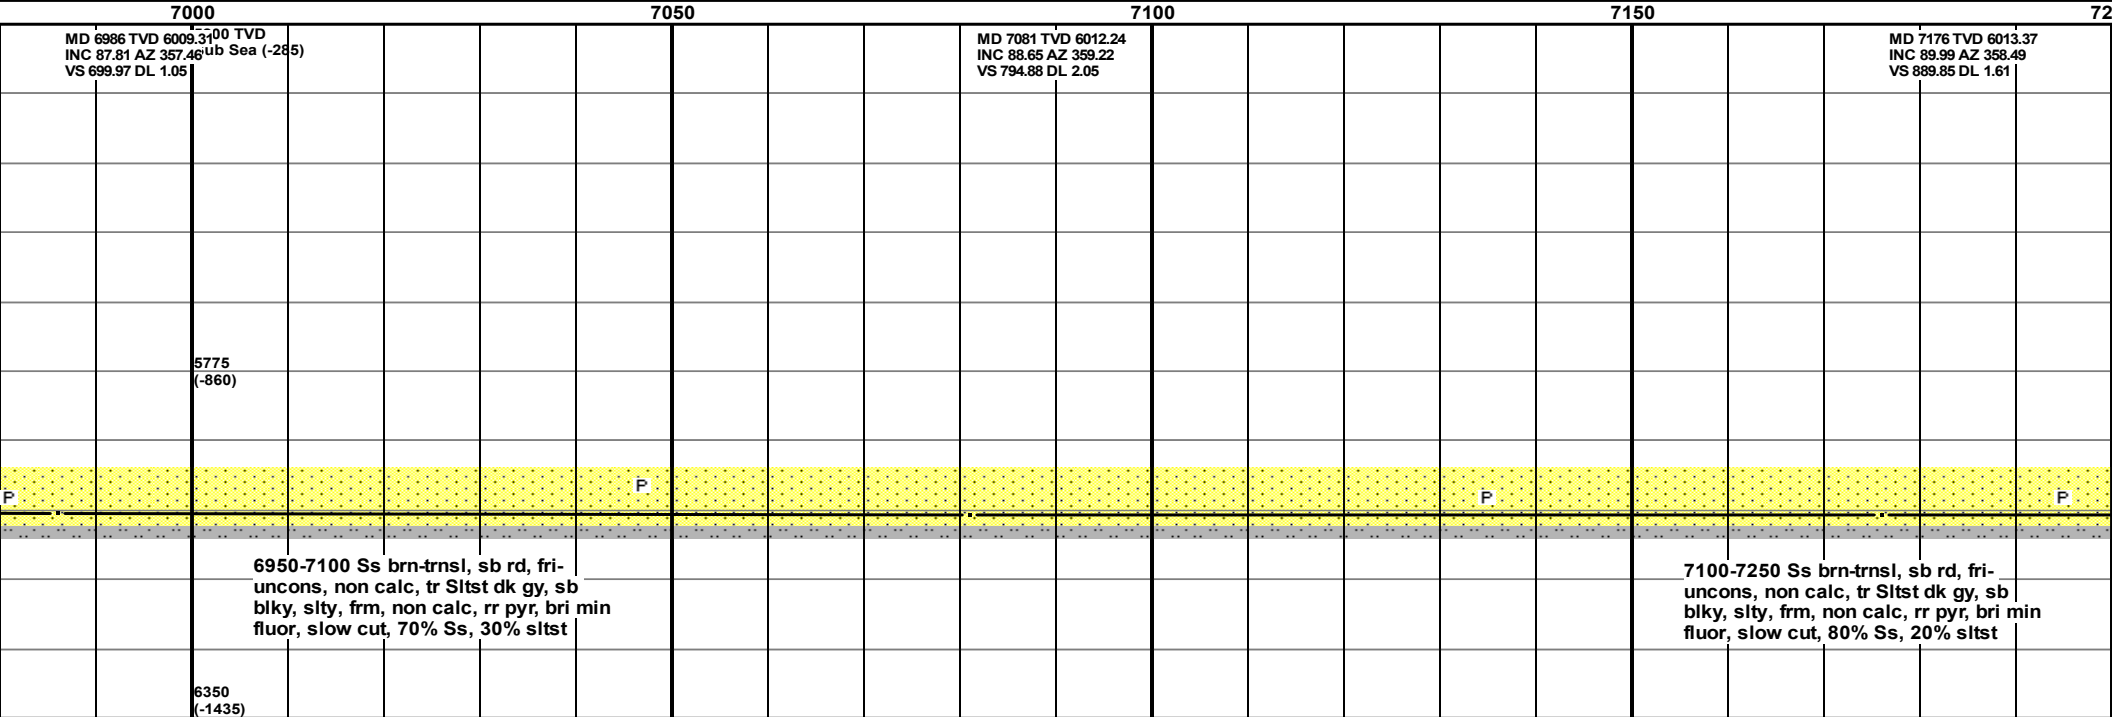 7000 7050 7100 7150 72
MD 6986 TVD 6009.31
INC 87.81 AZ 357.46
VS 699.97 DL 1.05
00 TVD
ub Sea (-285)
MD 7081 TVD 6012.24
INC 88.65 AZ 359.22
VS 794.88 DL 2.05
MD 7176 TVD 6013.37
INC 89.99 AZ 358.49
VS 889.85 DL 1.61
5775
(-860)
P P P P
6950-7100 Ss brn-trnsl, sb rd, fri-
uncons, non calc, tr Sltst dk gy, sb
blky, slty, frm, non calc, rr pyr, bri min
fluor, slow cut, 70% Ss, 30% sltst
7100-7250 Ss brn-trnsl, sb rd, fri-
uncons, non calc, tr Sltst dk gy, sb
blky, slty, frm, non calc, rr pyr, bri min
fluor, slow cut, 80% Ss, 20% sltst
6350
(-1435)